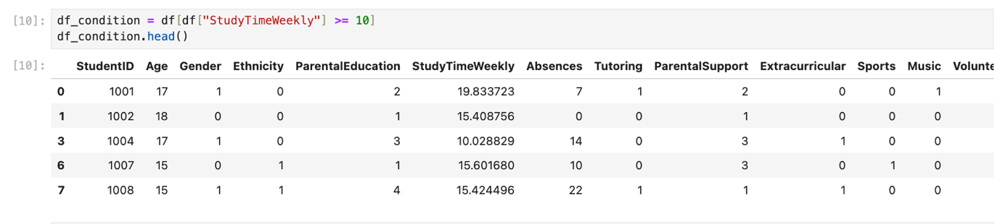 [10]: df_condition = df[df["StudyTimeWeekly"] >= 10]
df_condition.head()
[10]: StudentID Age Gender Ethnicity ParentalEducation StudyTimeWeekly Absences Tutoring ParentalSupport Extracurricular Sports Music Volunte
0 1001 17 1 0 2 19.833723 7 1 2 0 0 1
1 1002 18 0 0 1 15.408756 0 0 1 0 0 0
3 1004 17 1 0 3 10.028829 14 0 3 1 0 0
6 1007 15 0 1 1 15.601680 10 0 3 0 1 0
7 1008 15 1 1 4 15.424496 22 1 1 1 0 0